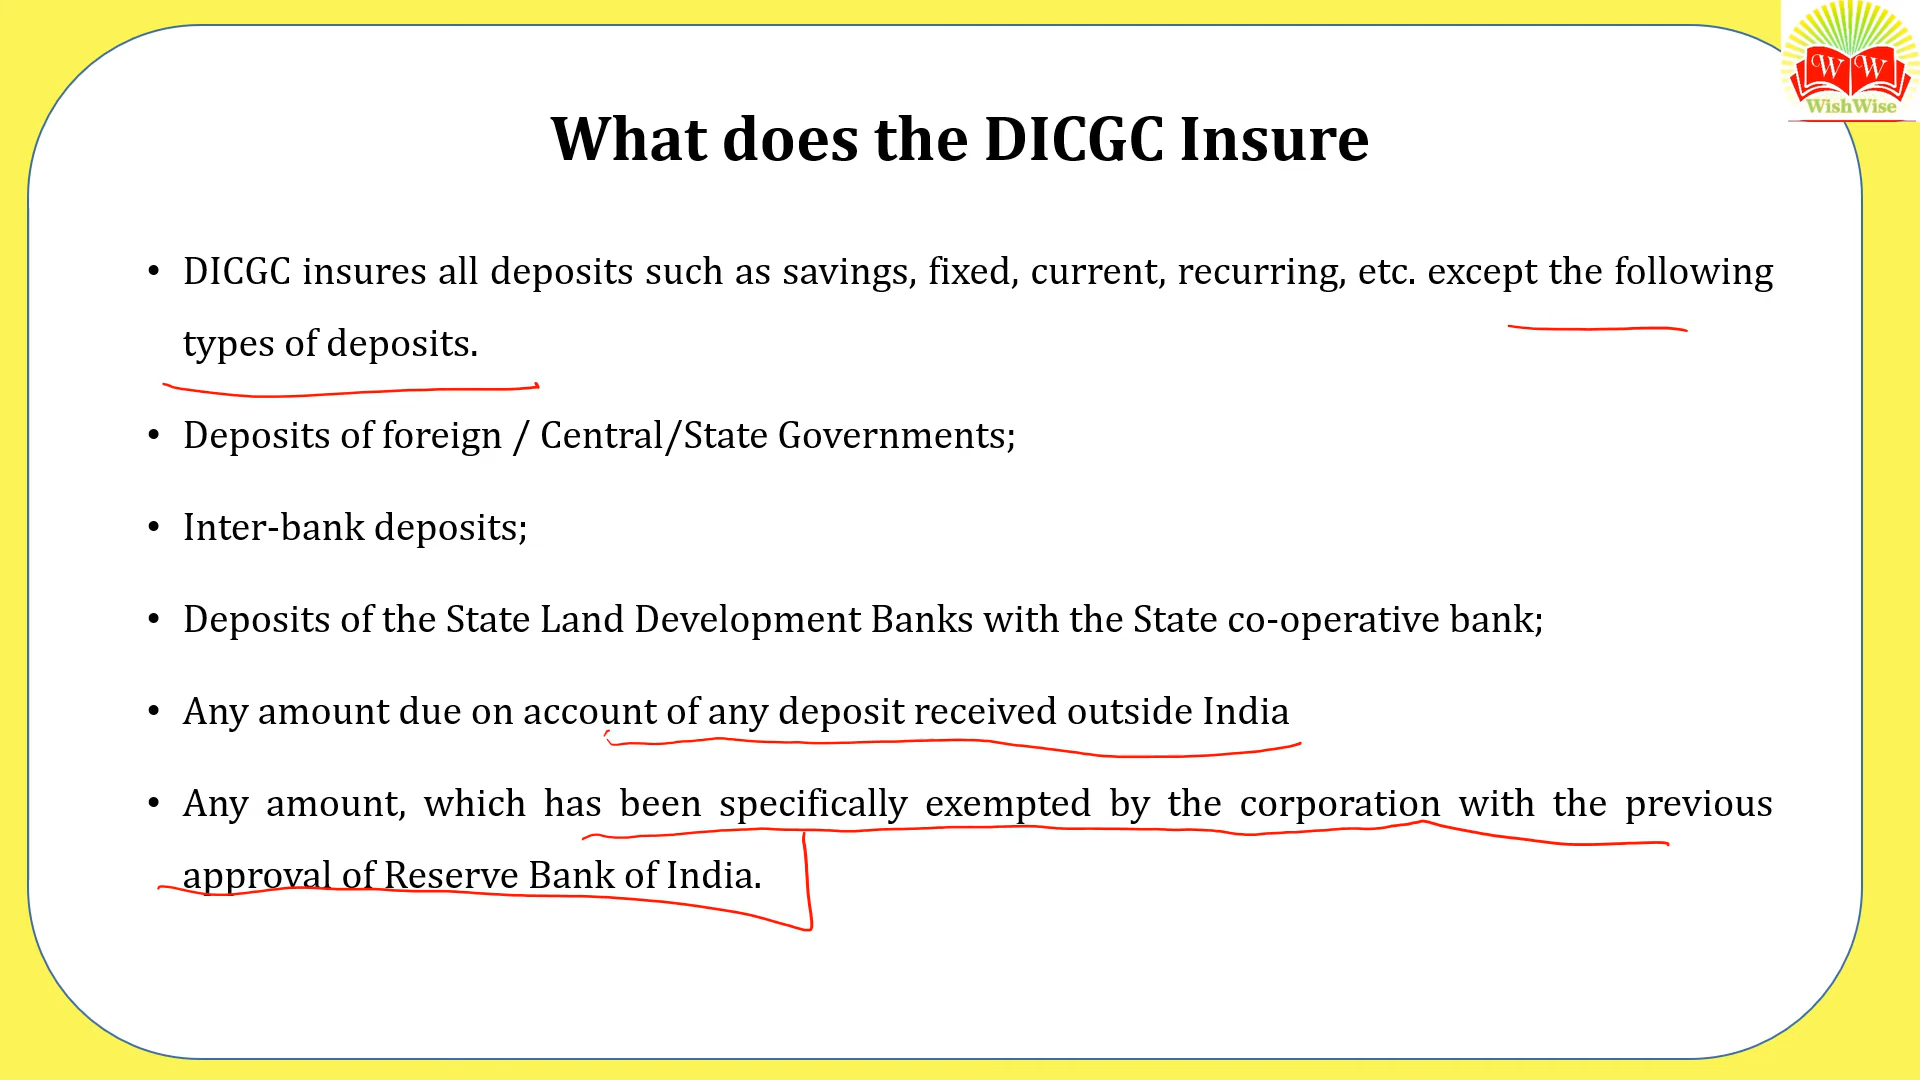 W W
WishWise
What does the DICGC Insure
• DICGC insures all deposits such as savings, fixed, current, recurring, etc. except the following
types of deposits.
• Deposits of foreign / Central/State Governments;
• Inter-bank deposits;
• Deposits of the State Land Development Banks with the State co-operative bank;
• Any amount due on account of any deposit received outside India
• Any amount, which has been specifically exempted by the corporation with the previous
approval of Reserve Bank of India.